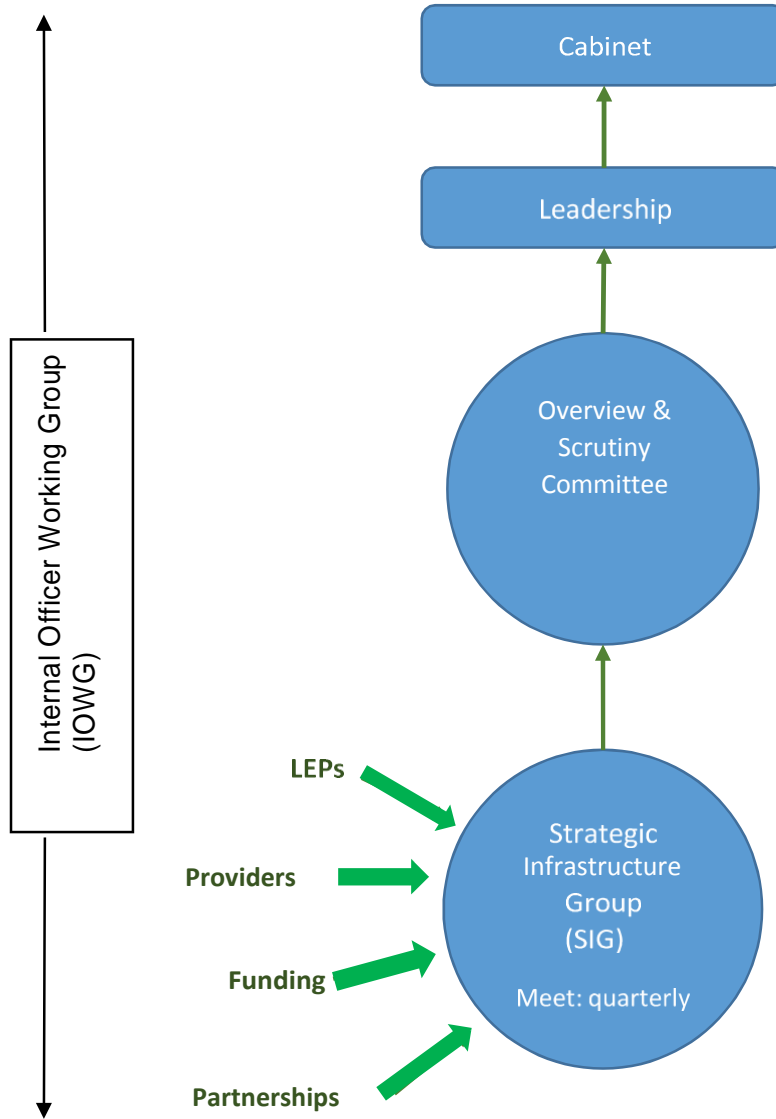 Cabinet
Leadership
Overview &
Scrutiny
Committee
Internal Officer Working Group
(IOWG)
LEPs
Providers
Funding
Partnerships
Strategic
Infrastructure
Group
(SIG)
Meet: quarterly